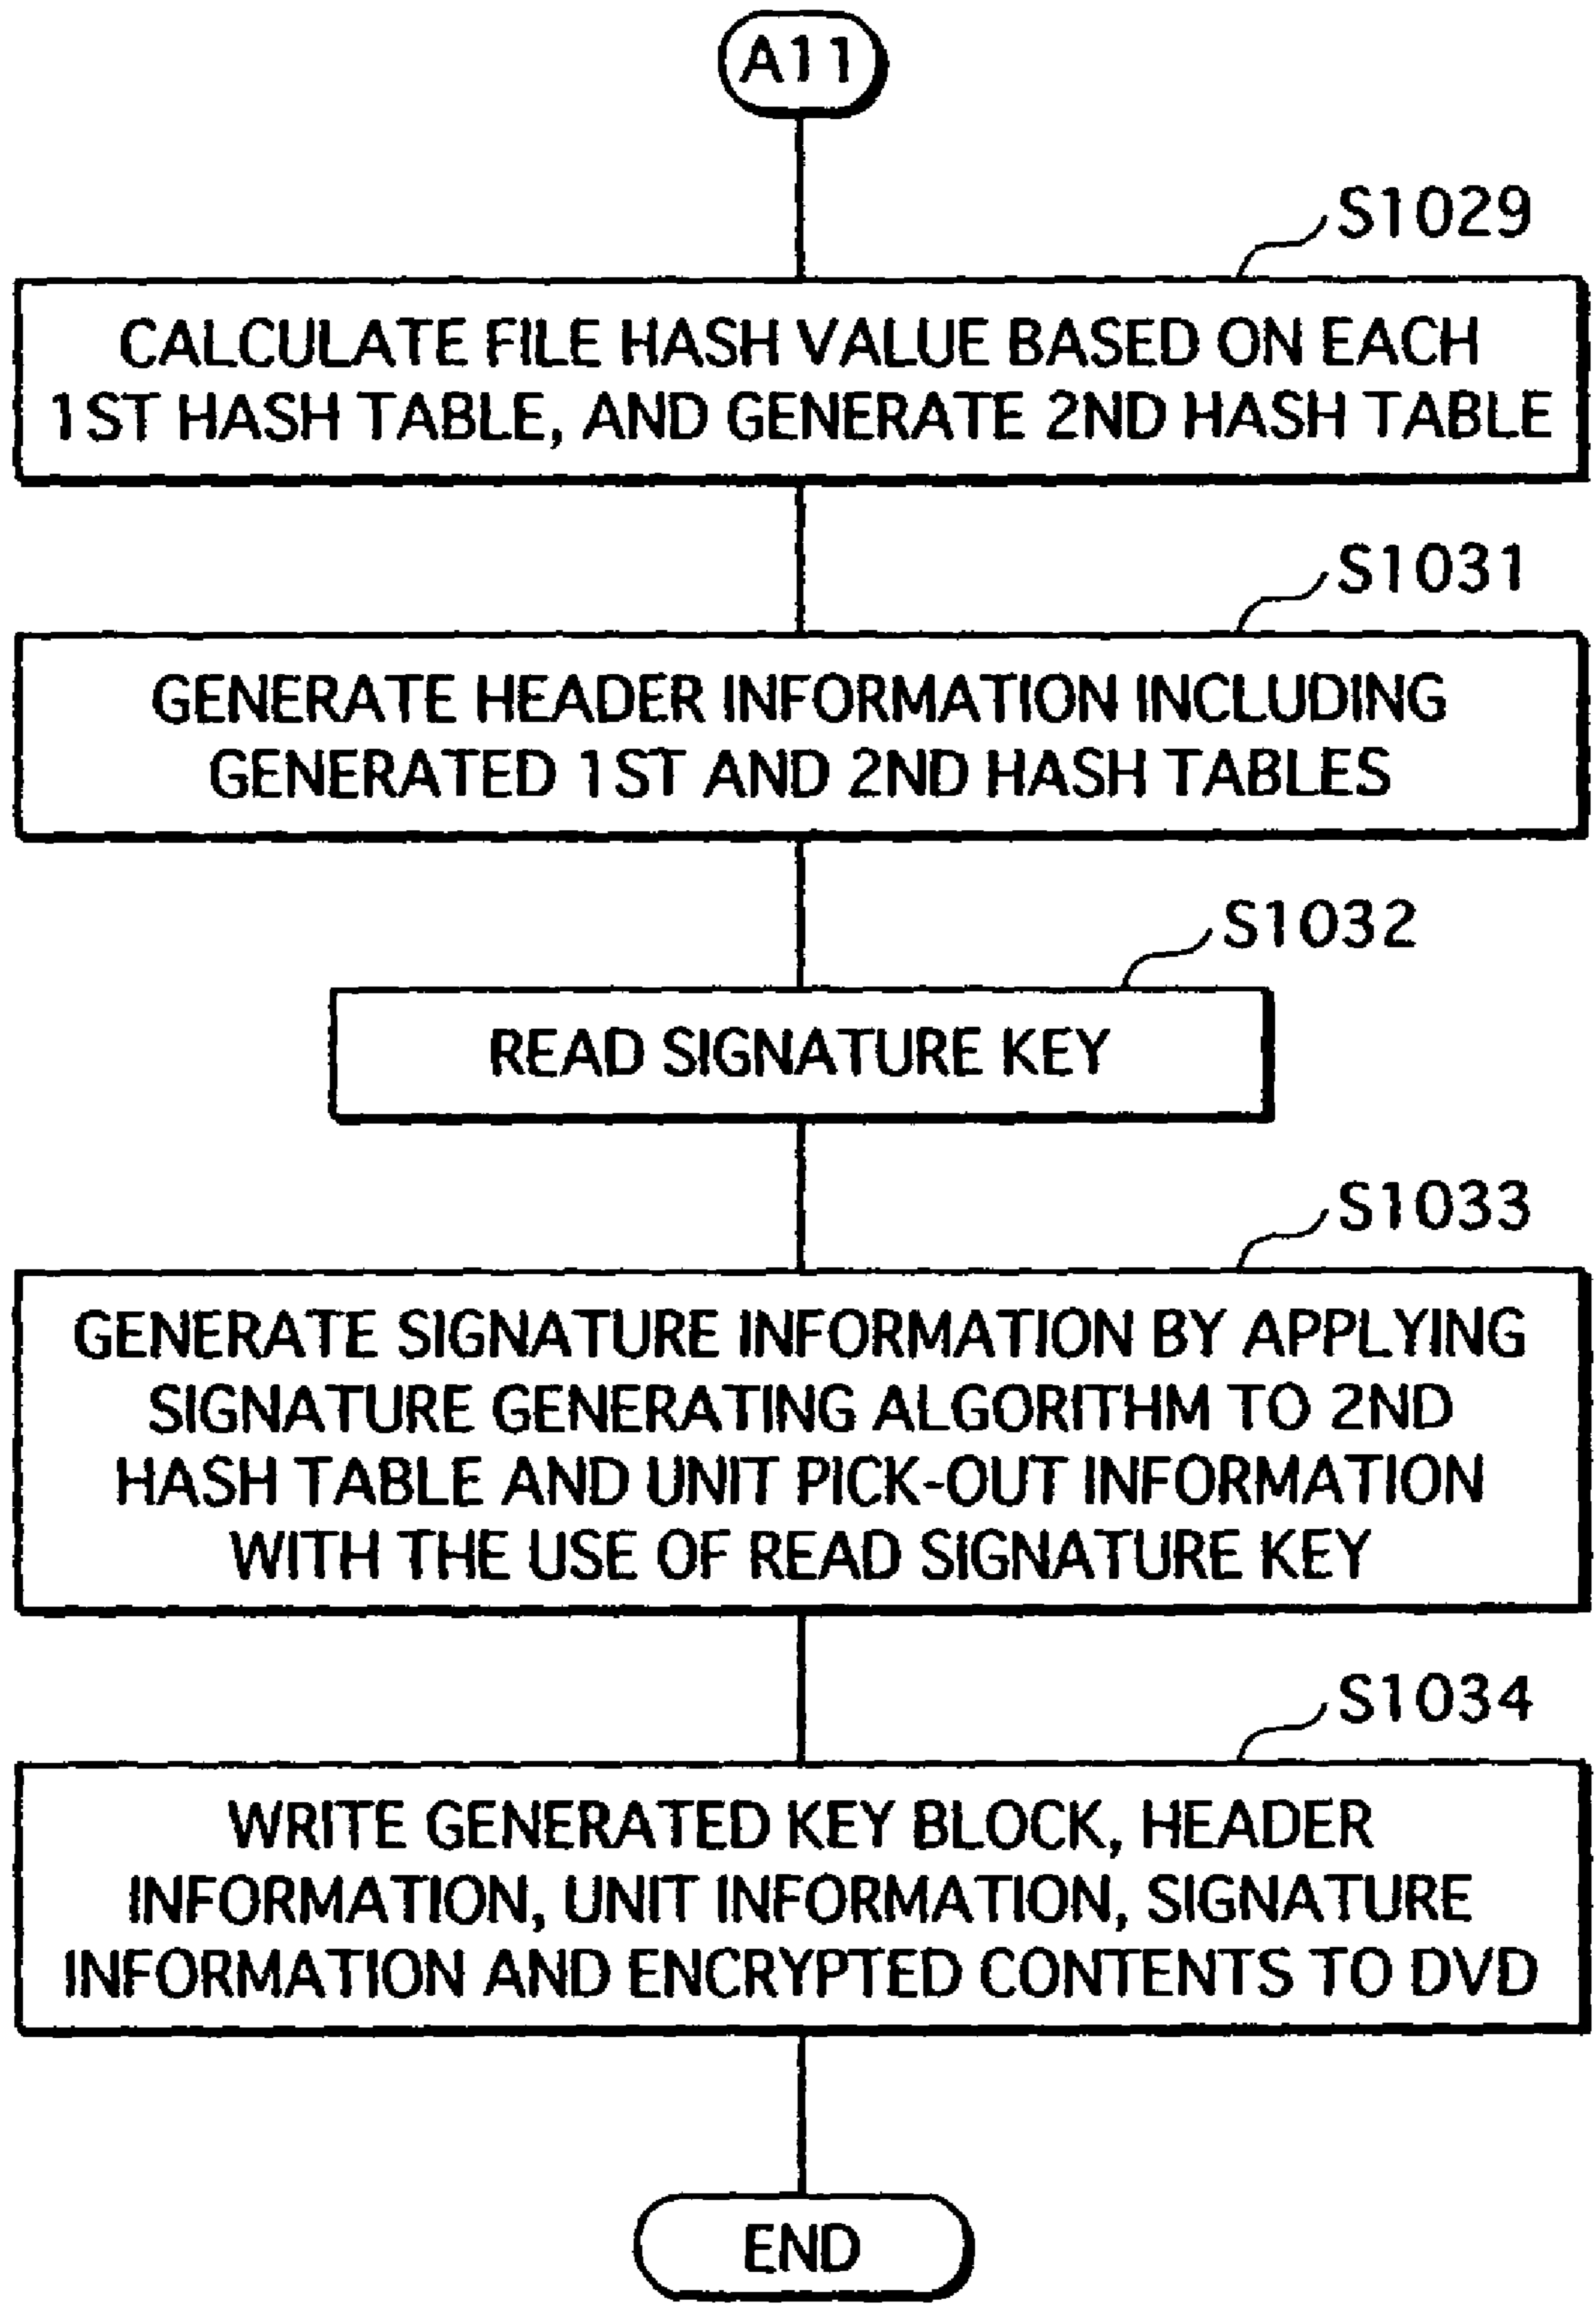 A11
S1029
CALCULATE FILE HASH VALUE BASED ON EACH
1ST HASH TABLE, AND GENERATE 2ND HASH TABLE
S1031
GENERATE HEADER INFORMATION INCLUDING
GENERATED 1ST AND 2ND HASH TABLES
S1032
READ SIGNATURE KEY
S1033
GENERATE SIGNATURE INFORMATION BY APPLYING
SIGNATURE GENERATING ALGORITHM TO 2ND
HASH TABLE AND UNIT PICK-OUT INFORMATION
WITH THE USE OF READ SIGNATURE KEY
S1034
WRITE GENERATED KEY BLOCK, HEADER
INFORMATION, UNIT INFORMATION, SIGNATURE
INFORMATION AND ENCRYPTED CONTENTS TO DVD
END